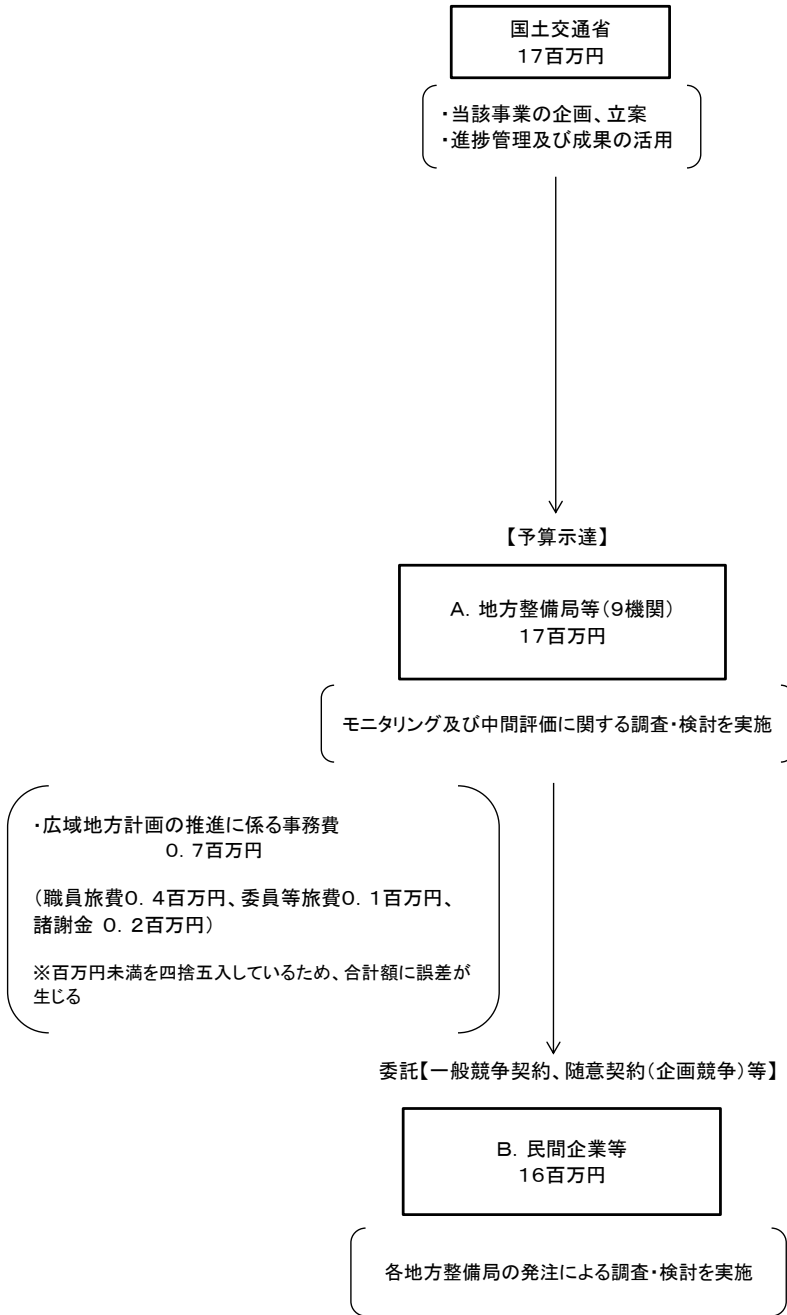 国土交通省
１７百万円
・当該事業の企画、立案
・進捗管理及び成果の活用
【予算示達】
Ａ．地方整備局等（９機関）
１７百万円
モニタリング及び中間評価に関する調査・検討を実施
・広域地方計画の推進に係る事務費
０．７百万円
（職員旅費０．４百万円、委員等旅費０．１百万円、
諸謝金 ０．２百万円）
※百万円未満を四捨五入しているため、合計額に誤差が
生じる
委託【一般競争契約、随意契約（企画競争）等】
Ｂ．民間企業等
１６百万円
各地方整備局の発注による調査・検討を実施